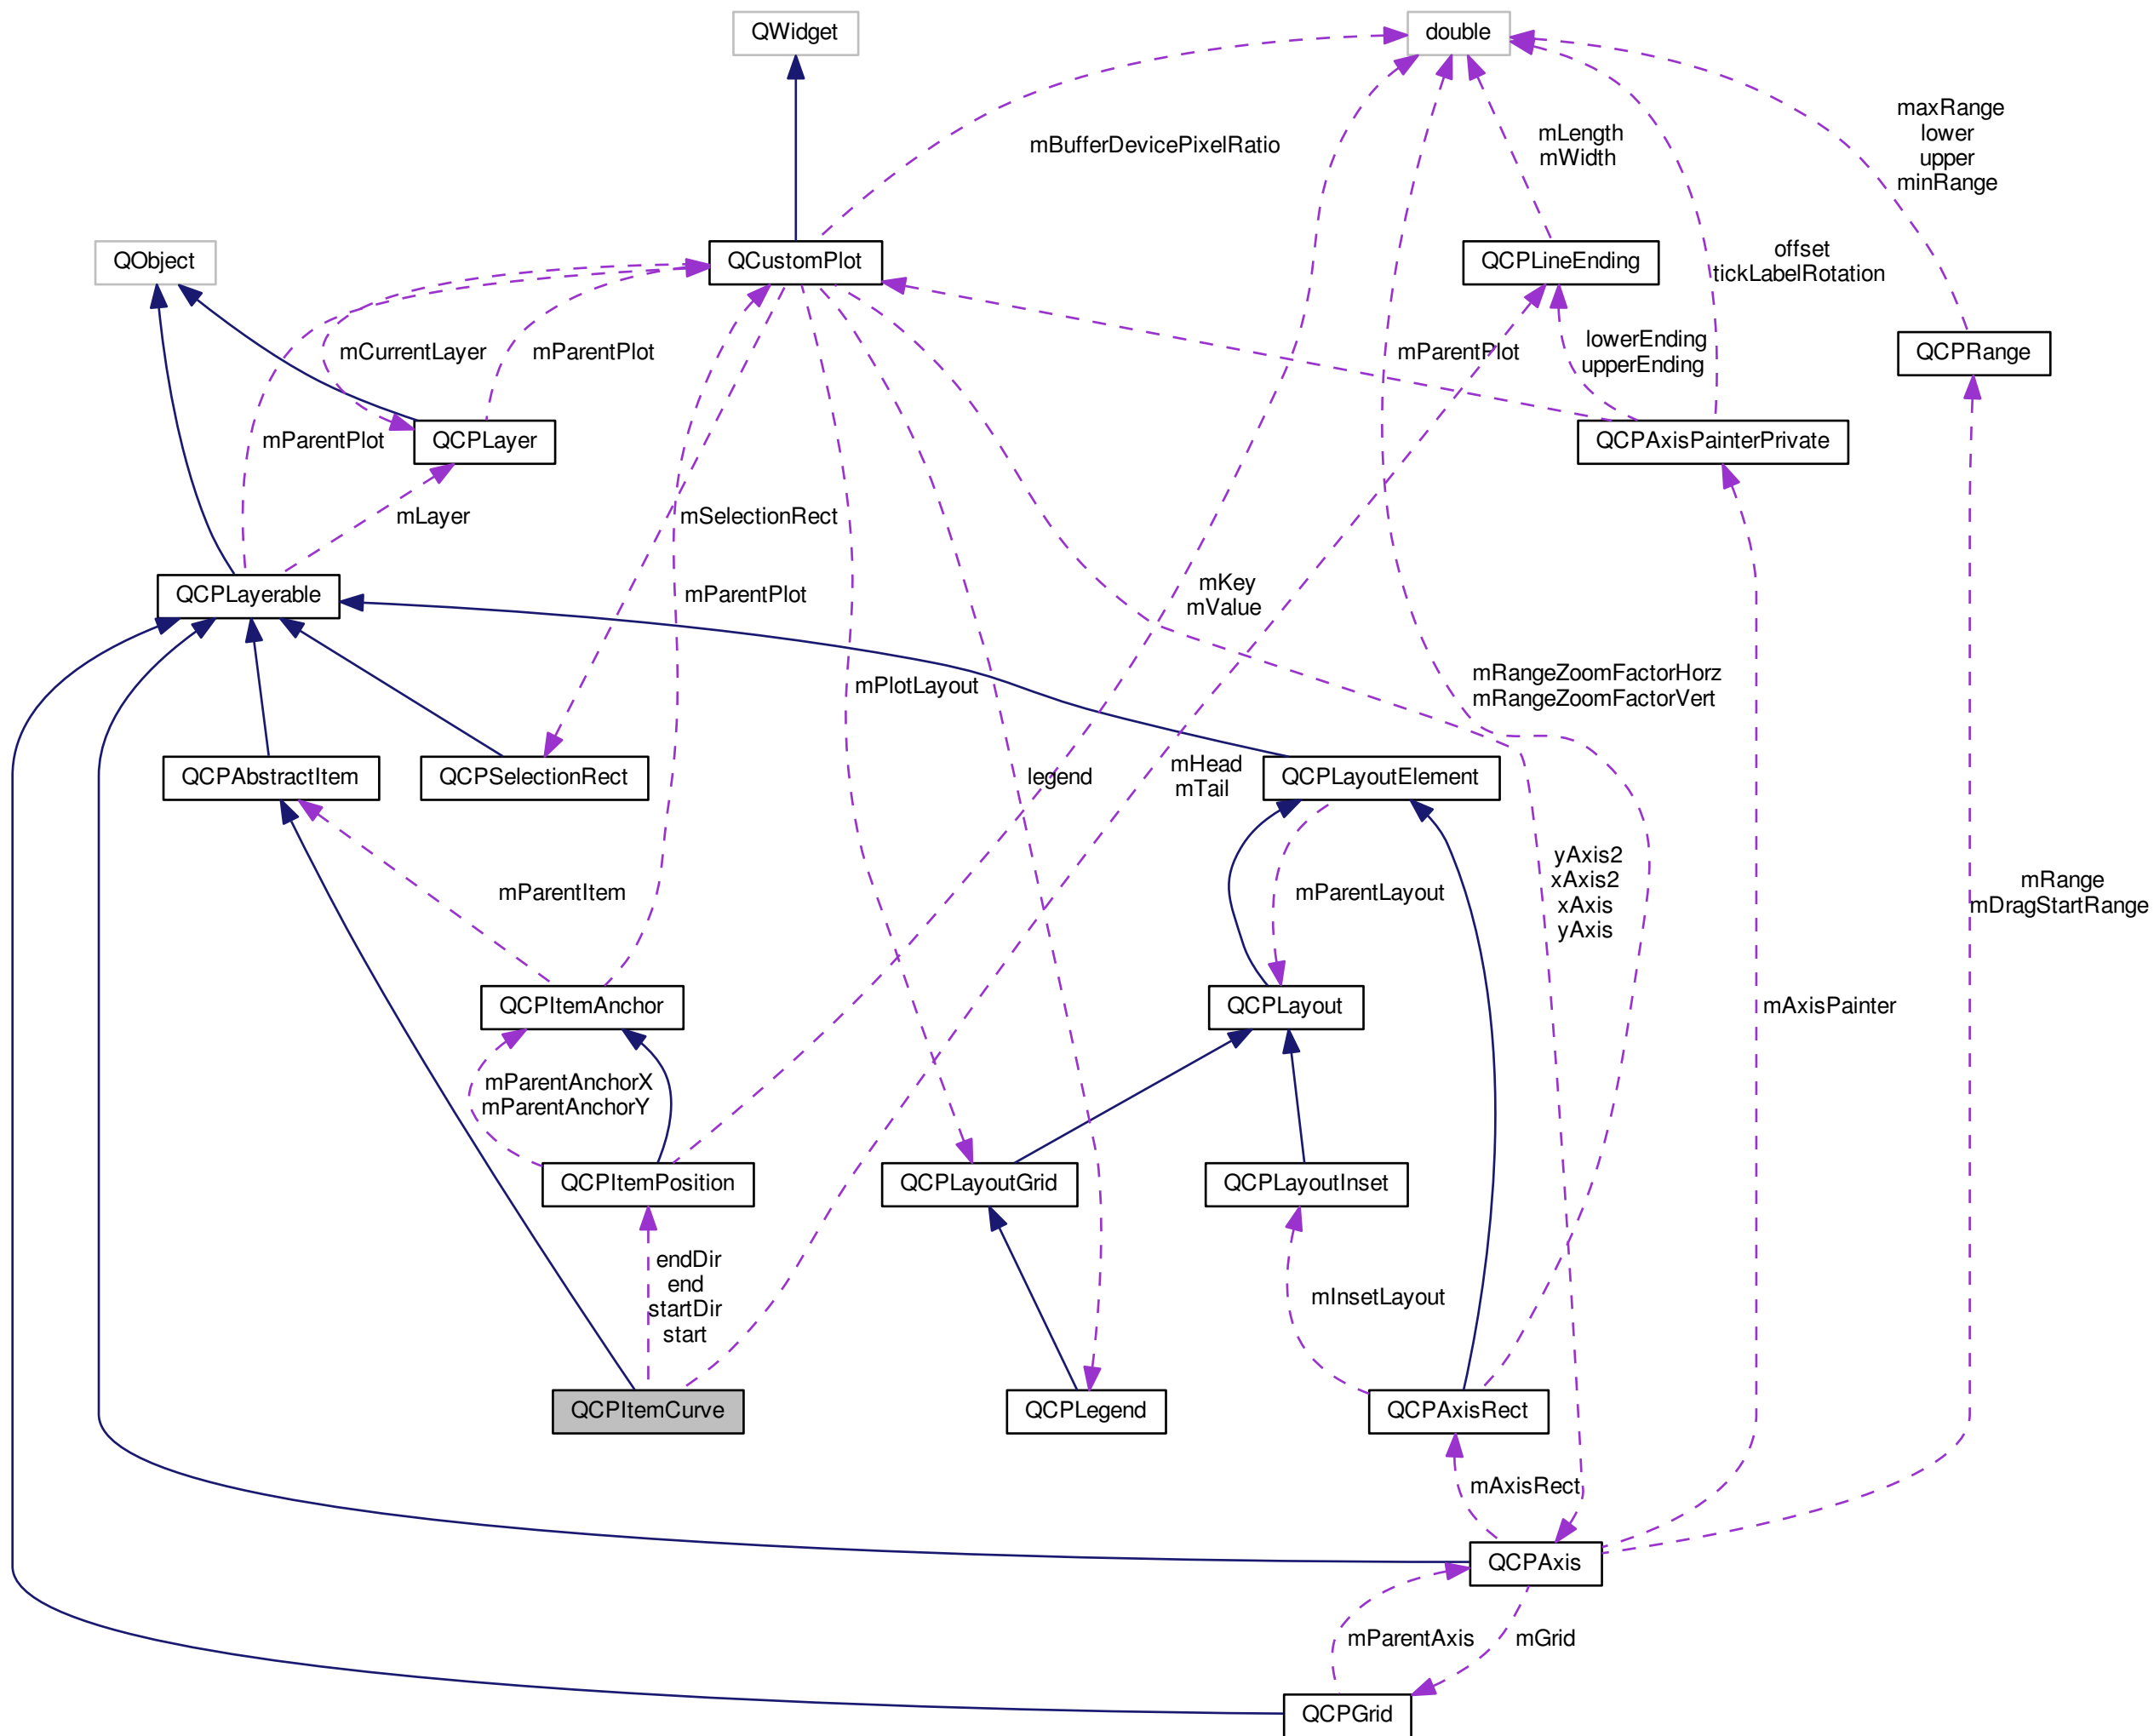 QWidget
double
maxRange
lower
upper
minRange
mLength
mWidth
mBufferDevicePixelRatio
QObject
QCustomPlot
QCPLineEnding
offset
tickLabelRotation
mCurrentLayer
mParentPlot
mParentPlot
lowerEnding
upperEnding
QCPRange
mParentPlot
QCPLayer
QCPAxisPainterPrivate
mLayer
mSelectionRect
QCPLayerable
mParentPlot
mKey
mValue
mPlotLayout
mRangeZoomFactorHorz
mRangeZoomFactorVert
QCPAbstractItem
QCPSelectionRect
legend
mHead
mTail
QCPLayoutElement
mParentItem
mParentLayout
yAxis2
xAxis2
xAxis
yAxis
mRange
mDragStartRange
QCPItemAnchor
QCPLayout
mAxisPainter
mParentAnchorX
mParentAnchorY
QCPItemPosition
QCPLayoutGrid
QCPLayoutInset
endDir
end
startDir
start
mInsetLayout
QCPItemCurve
QCPLegend
QCPAxisRect
mAxisRect
QCPAxis
mParentAxis
mGrid
QCPGrid